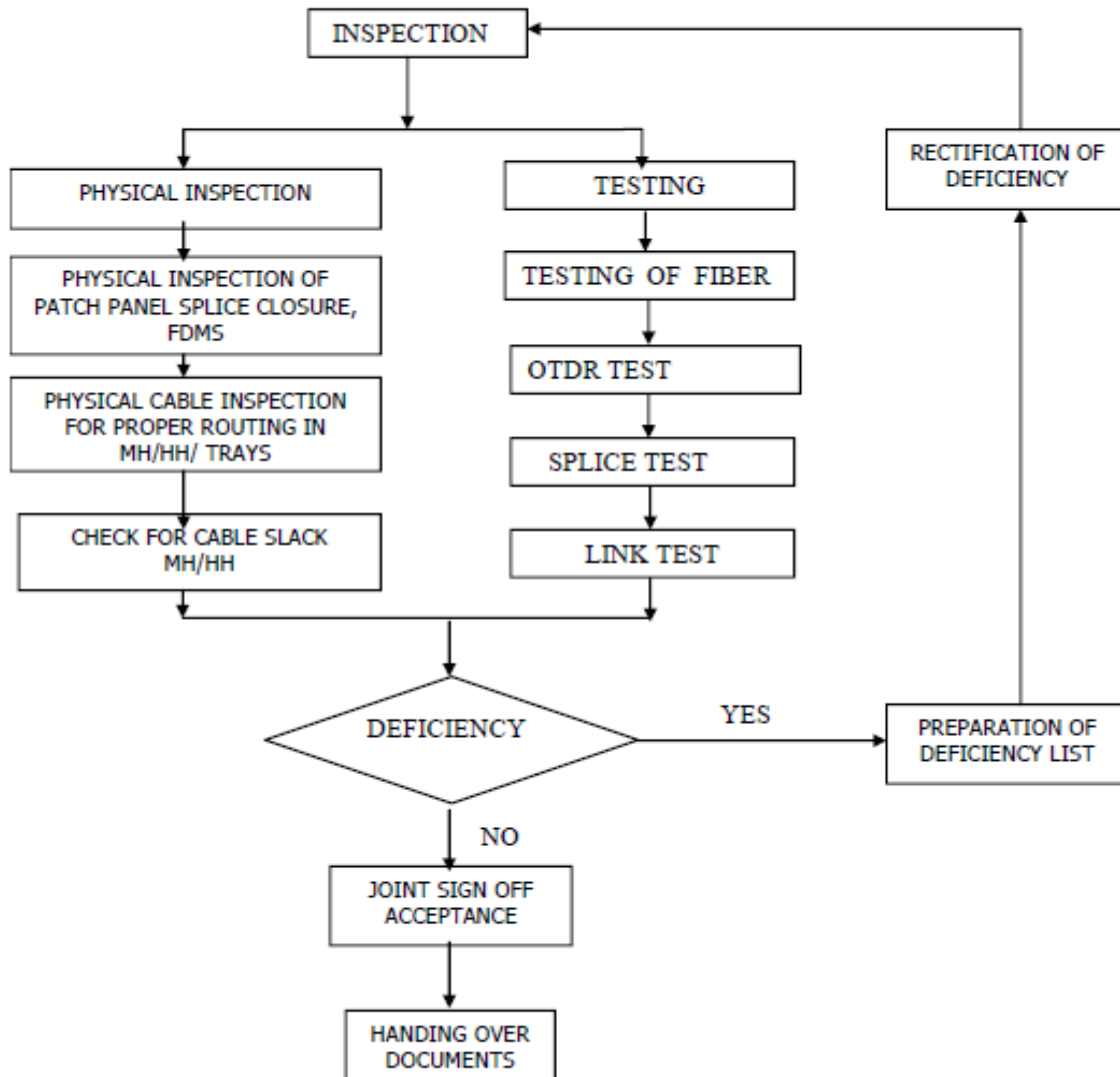 INSPECTION
RECTIFICATION OF
DEFICIENCY
PHYSICAL INSPECTION
TESTING
PHYSICAL INSPECTION OF
PATCH PANEL SPLICE CLOSURE,
FDMS
TESTING OF FIBER
OTDR TEST
PHYSICAL CABLE INSPECTION
FOR PROPER ROUTING IN
MH/HH/ TRAYS
SPLICE TEST
CHECK FOR CABLE SLACK
MH/HH
LINK TEST
DEFICIENCY
YES
PREPARATION OF
DEFICIENCY LIST
NO
JOINT SIGN OFF
ACCEPTANCE
HANDING OVER
DOCUMENTS